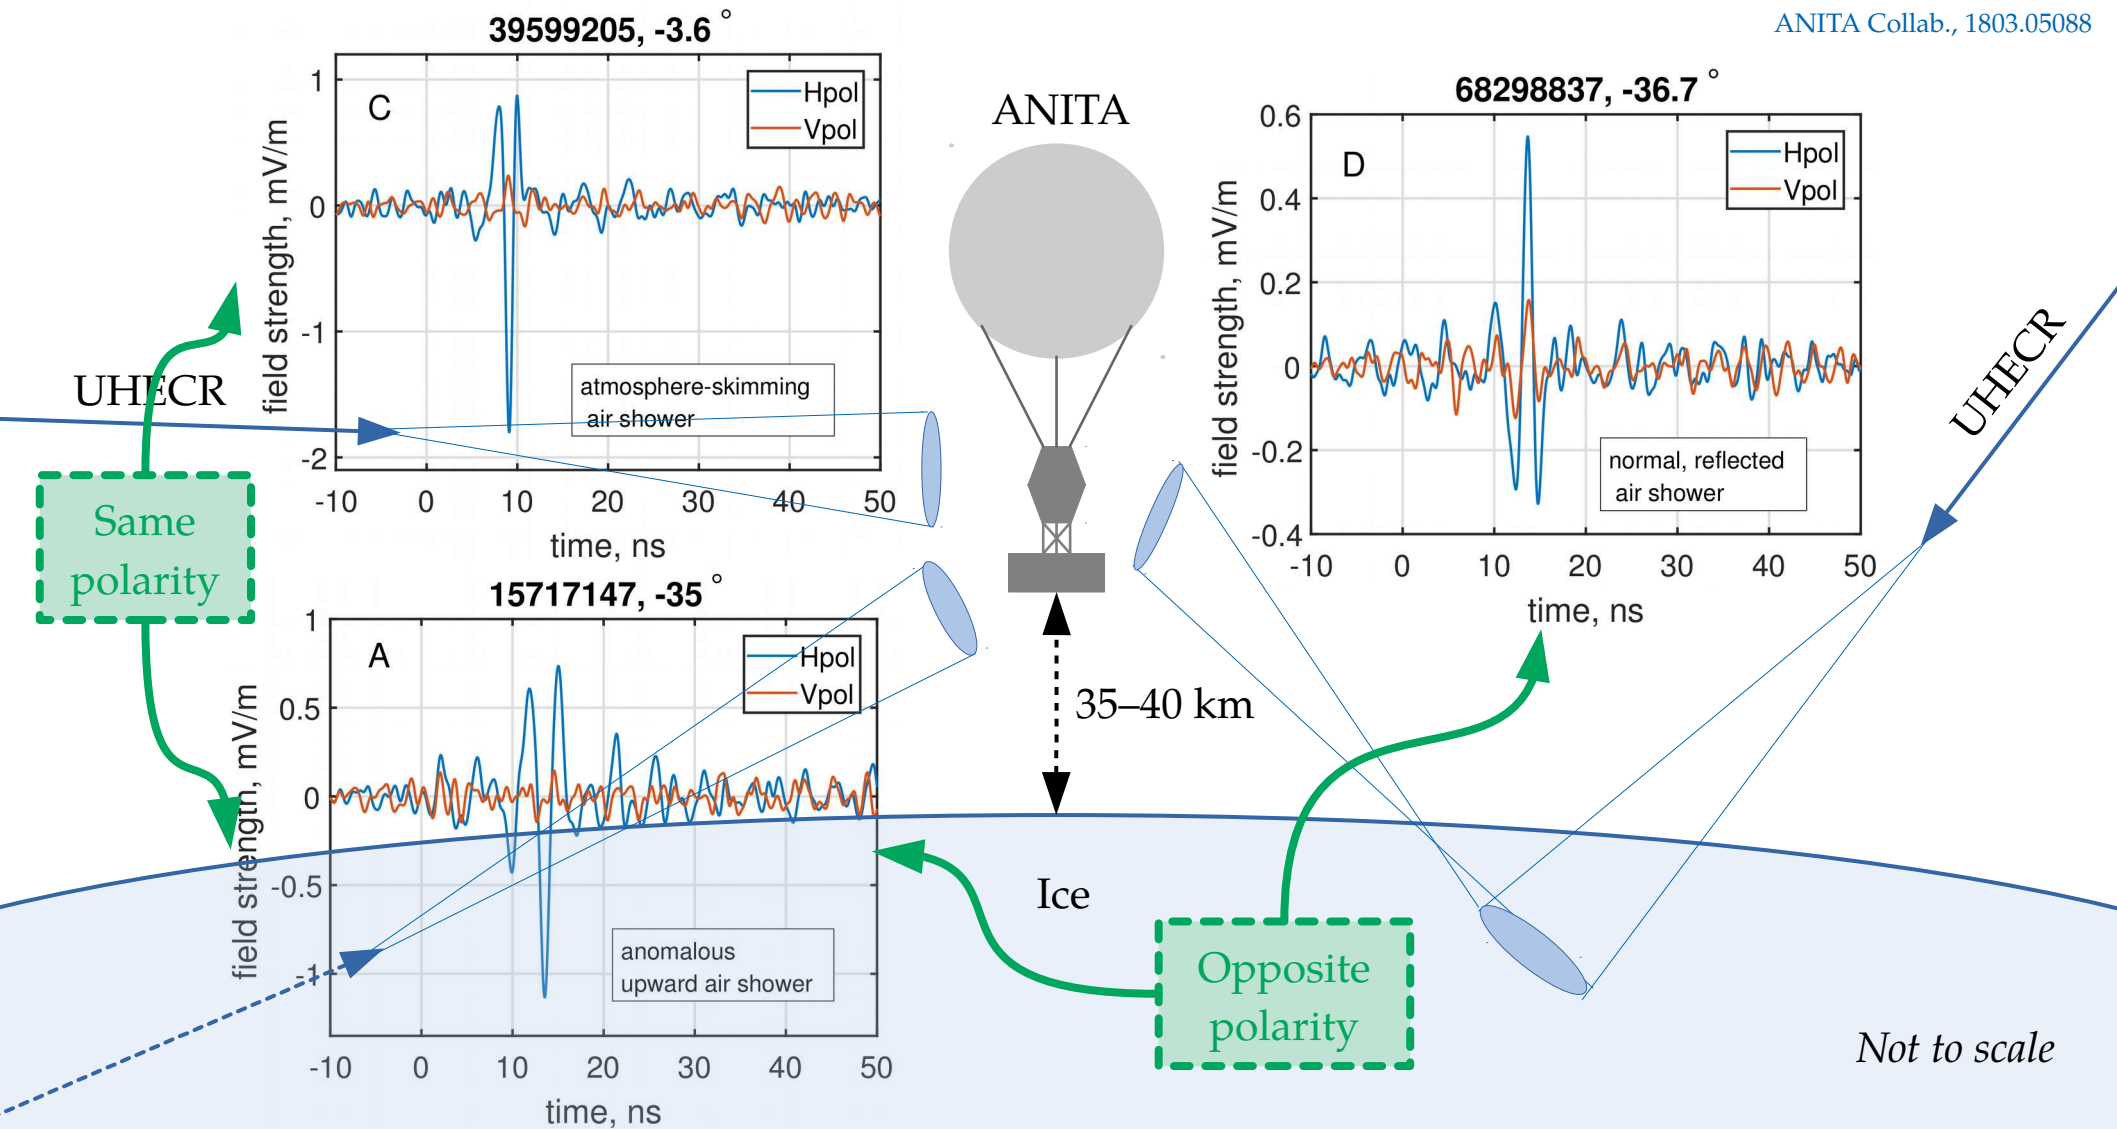 ANITA Collab., 1803.05088
39599205, -3.6 °
C
Hpol
Vpol
1
0
-1
-2
field strength, mV/m
atmosphere-skimming
air shower
-10 0 10 20 30 40 50
time, ns
UHECR
Same
polarity
15717147, -35 °
A
Hpol
Vpol
1
0.5
0
-0.5
-1
field strength, mV/m
anomalous
upward air shower
-10 0 10 20 30 40 50
time, ns
ANITA
35–40 km
Ice
68298837, -36.7 °
D
Hpol
Vpol
0.6
0.4
0.2
0
-0.2
-0.4
field strength, mV/m
normal, reflected
air shower
-10 0 10 20 30 40 50
time, ns
UHECR
Opposite
polarity
Not to scale